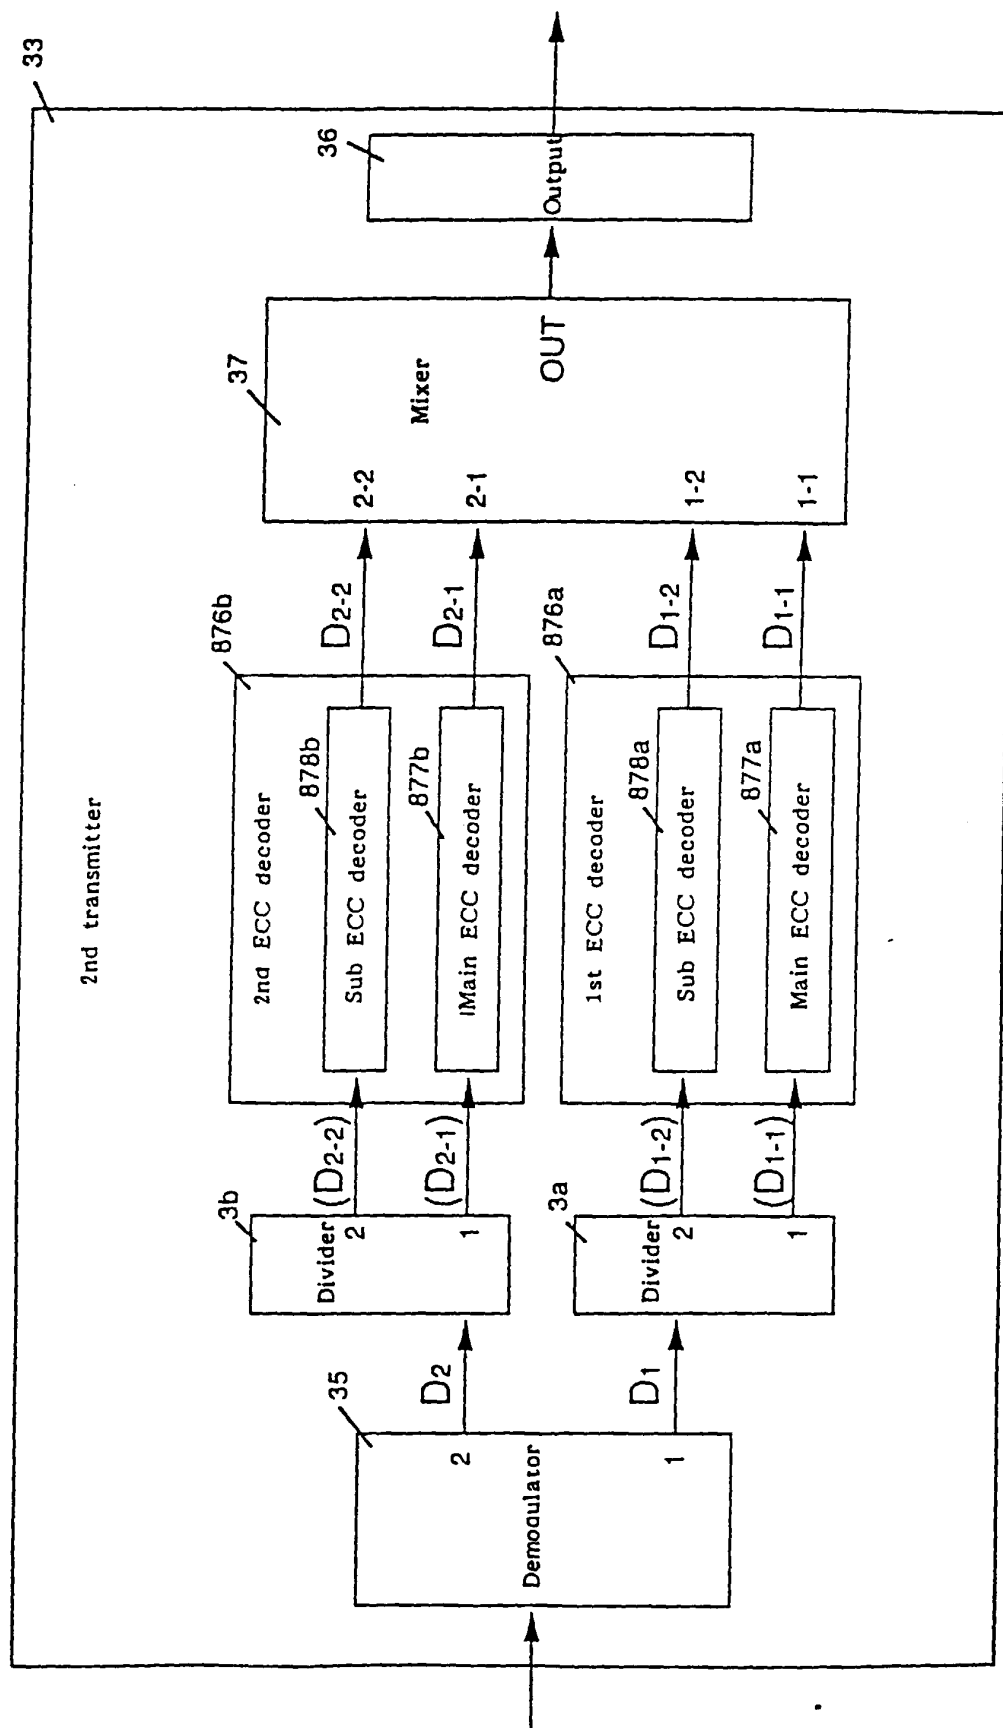 33
2nd transmitter
35
Demodulator
2
1
D2
D1
3b
Divider
2
1
3a
Divider
2
1
(D2-2)
(D2-1)
(D1-2)
(D1-1)
876b
2nd ECC decoder
878b
Sub ECC decoder
877b
Main ECC decoder
876a
1st ECC decoder
878a
Sub ECC decoder
877a
Main ECC decoder
D2-2
D2-1
D1-2
D1-1
37
Mixer
2-2
2-1
1-2
1-1
OUT
36
Output